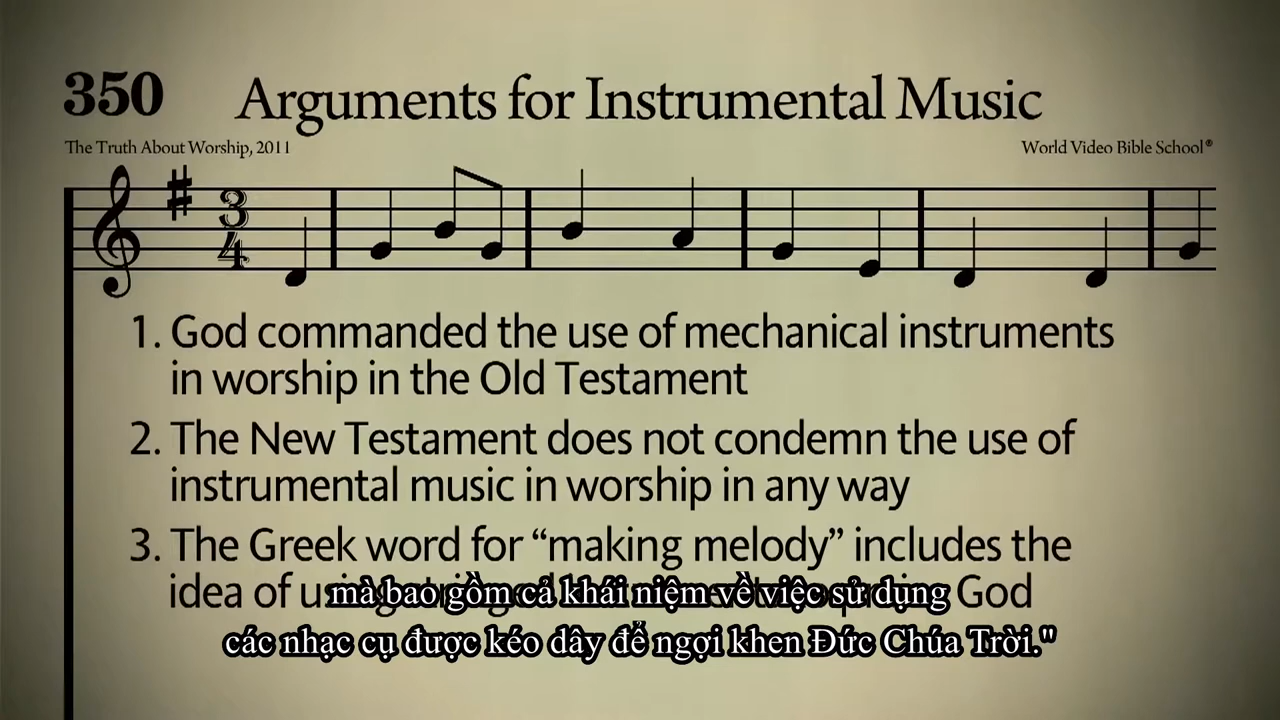 350 Arguments for Instrumental Music
The Truth About Worship, 2011 World Video Bible School®
3
4
1. God commanded the use of mechanical instruments
in worship in the Old Testament
2. The New Testament does not condemn the use of
instrumental music in worship in any way
3. The Greek word for “making melody” includes the
idea of God
mà bao gồm cả khái niệm về việc sử dụng
các nhạc cụ được kéo dây để ngợi khen Đức Chúa Trời."